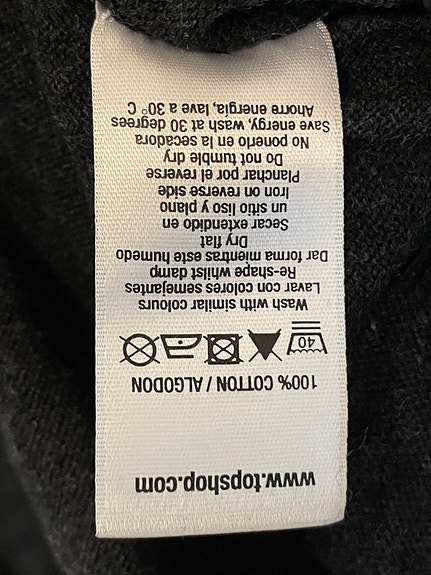 www.topshop.com
100% COTTON / ALGODON
40
Wash with similar colours
Lavar con colores semejantes
Re-shape whilst damp
Dar forma mientras este humedo
Dry flat
Secar extendido en
un sitio liso y plano
Iron on reverse side
Planchar por el reverse
Do not tumble dry
No ponerlo en la secadora
Save energy, wash at 30 degrees
Ahorre energía, lave a 30° C